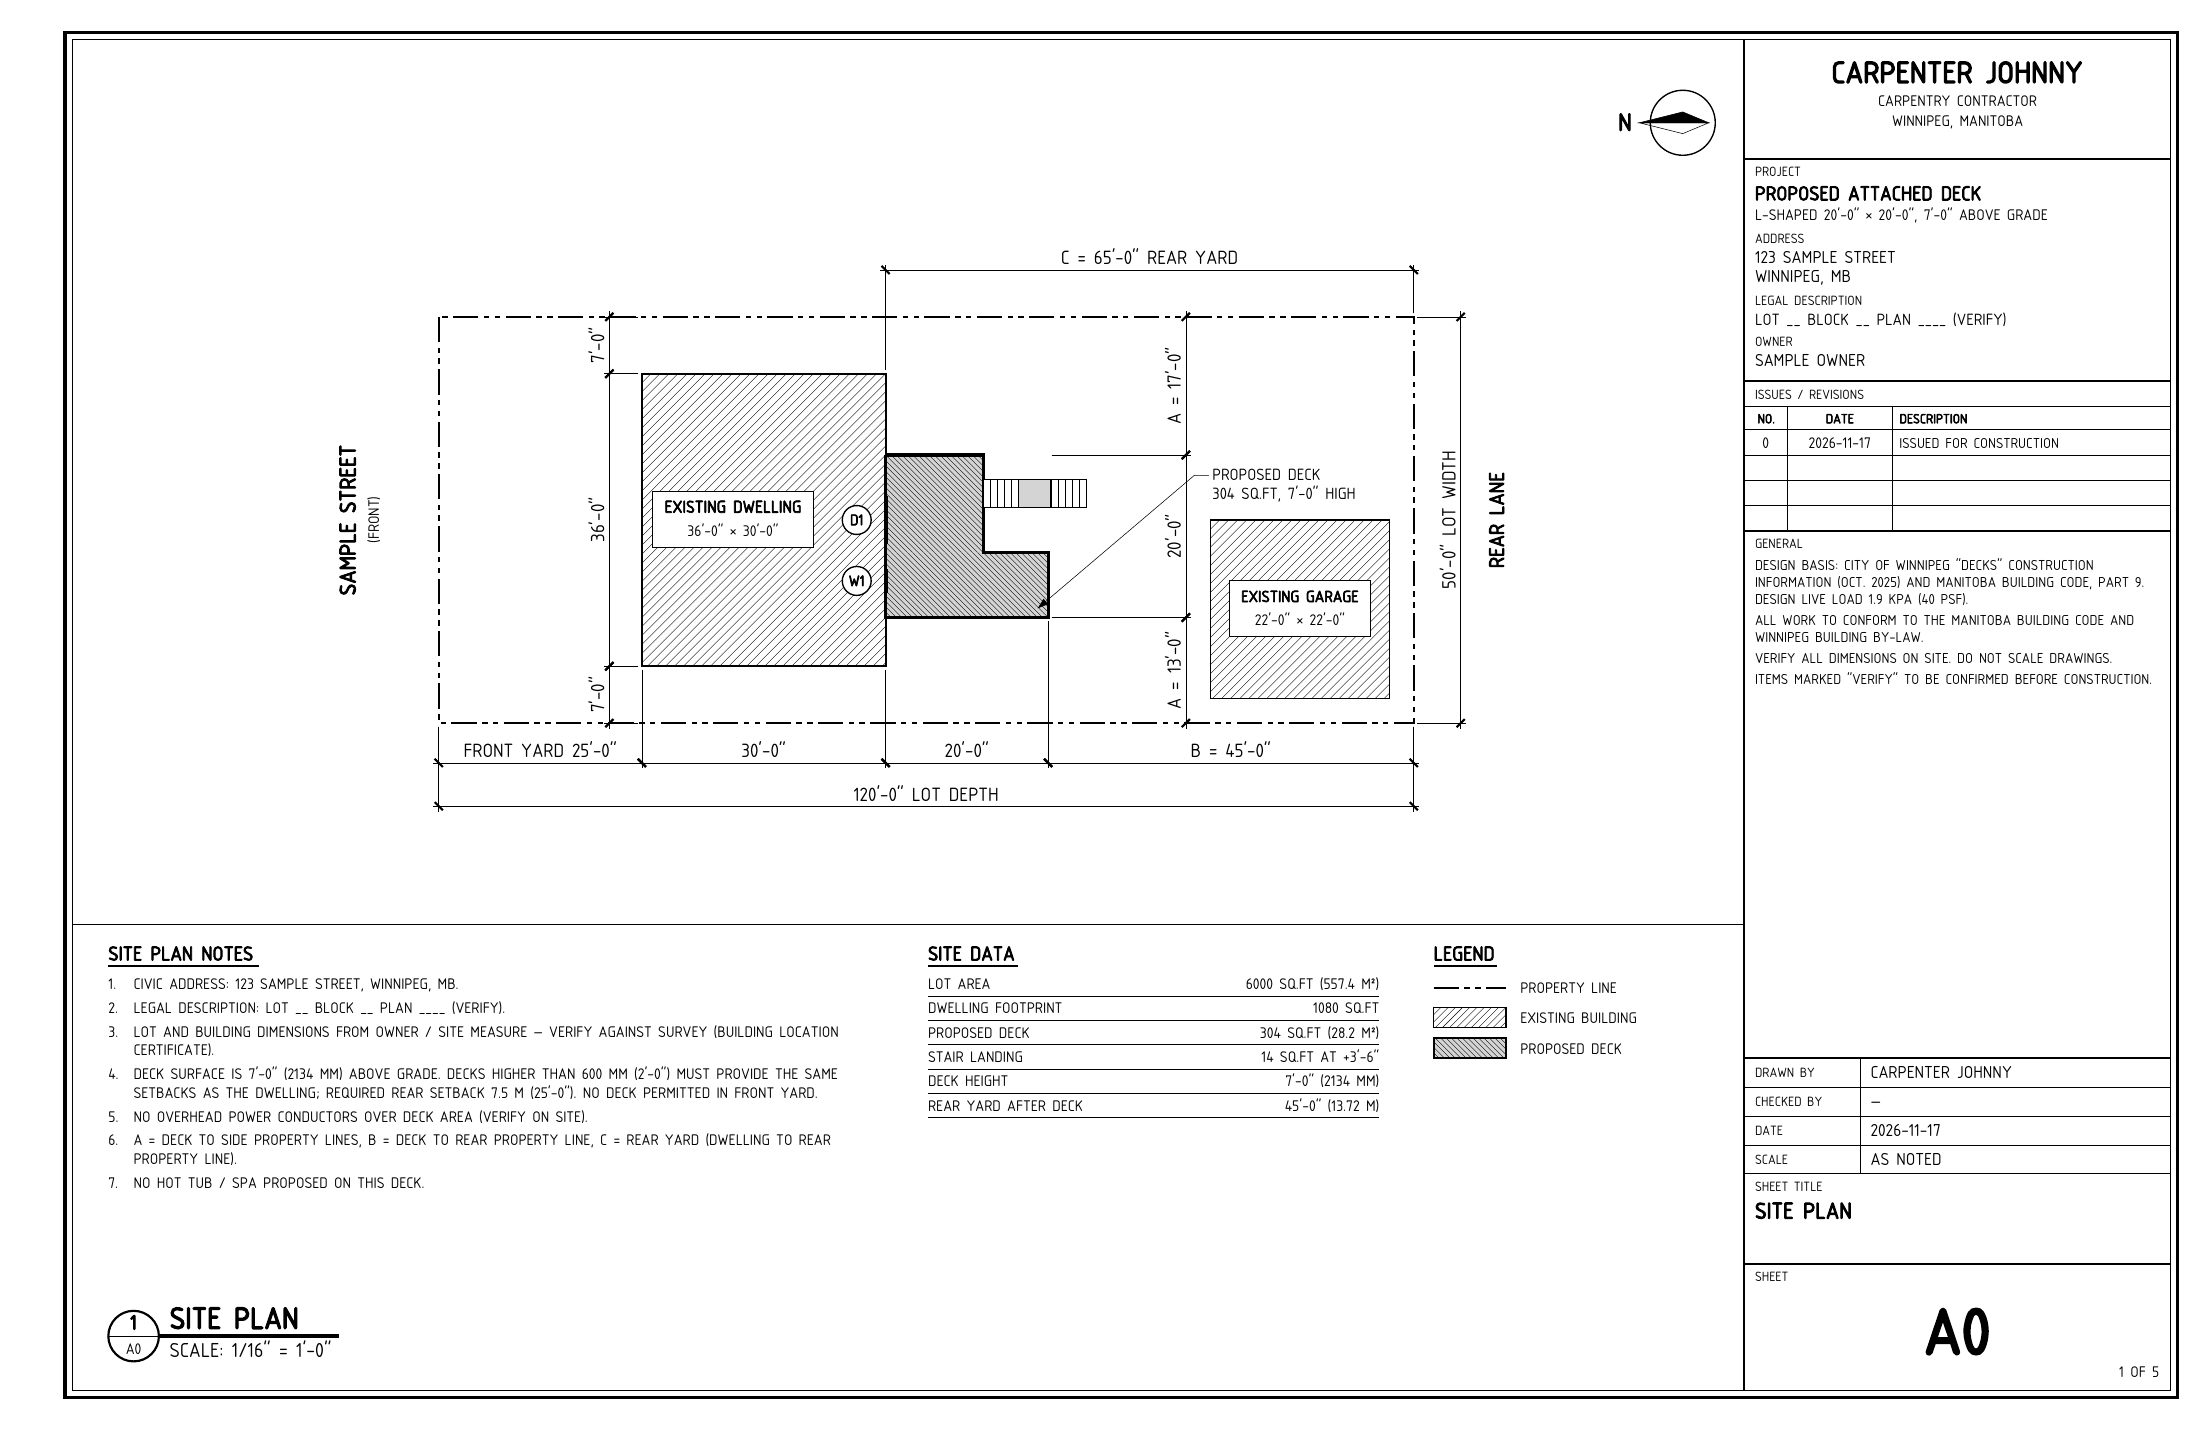 CARPENTER JOHNNY
CARPENTRY CONTRACTOR
WINNIPEG, MANITOBA
N
PROJECT
PROPOSED ATTACHED DECK
L-SHAPED 20'-0" × 20'-0", 7'-0" ABOVE GRADE
ADDRESS
123 SAMPLE STREET
WINNIPEG, MB
LEGAL DESCRIPTION
LOT __ BLOCK __ PLAN ____ (VERIFY)
OWNER
SAMPLE OWNER
ISSUES / REVISIONS
NO. DATE DESCRIPTION
0 2026-11-17 ISSUED FOR CONSTRUCTION
GENERAL
DESIGN BASIS: CITY OF WINNIPEG "DECKS" CONSTRUCTION
INFORMATION (OCT. 2025) AND MANITOBA BUILDING CODE, PART 9.
DESIGN LIVE LOAD 1.9 KPA (40 PSF).
ALL WORK TO CONFORM TO THE MANITOBA BUILDING CODE AND
WINNIPEG BUILDING BY-LAW.
VERIFY ALL DIMENSIONS ON SITE. DO NOT SCALE DRAWINGS.
ITEMS MARKED "VERIFY" TO BE CONFIRMED BEFORE CONSTRUCTION.
DRAWN BY CARPENTER JOHNNY
CHECKED BY –
DATE 2026-11-17
SCALE AS NOTED
SHEET TITLE
SITE PLAN
SHEET
A0
1 OF 5
C = 65'-0" REAR YARD
7'-0"
36'-0"
7'-0"
A = 17'-0"
20'-0"
A = 13'-0"
50'-0" LOT WIDTH
REAR LANE
SAMPLE STREET
(FRONT)
EXISTING DWELLING
36'-0" × 30'-0"
D1
W1
PROPOSED DECK
304 SQ.FT, 7'-0" HIGH
EXISTING GARAGE
22'-0" × 22'-0"
FRONT YARD 25'-0"
30'-0"
20'-0"
B = 45'-0"
120'-0" LOT DEPTH
SITE PLAN NOTES
1. CIVIC ADDRESS: 123 SAMPLE STREET, WINNIPEG, MB.
2. LEGAL DESCRIPTION: LOT __ BLOCK __ PLAN ____ (VERIFY).
3. LOT AND BUILDING DIMENSIONS FROM OWNER / SITE MEASURE – VERIFY AGAINST SURVEY (BUILDING LOCATION
CERTIFICATE).
4. DECK SURFACE IS 7'-0" (2134 MM) ABOVE GRADE. DECKS HIGHER THAN 600 MM (2'-0") MUST PROVIDE THE SAME
SETBACKS AS THE DWELLING; REQUIRED REAR SETBACK 7.5 M (25'-0"). NO DECK PERMITTED IN FRONT YARD.
5. NO OVERHEAD POWER CONDUCTORS OVER DECK AREA (VERIFY ON SITE).
6. A = DECK TO SIDE PROPERTY LINES, B = DECK TO REAR PROPERTY LINE, C = REAR YARD (DWELLING TO REAR
PROPERTY LINE).
7. NO HOT TUB / SPA PROPOSED ON THIS DECK.
SITE DATA
LOT AREA 6000 SQ.FT (557.4 M²)
DWELLING FOOTPRINT 1080 SQ.FT
PROPOSED DECK 304 SQ.FT (28.2 M²)
STAIR LANDING 14 SQ.FT AT +3'-6"
DECK HEIGHT 7'-0" (2134 MM)
REAR YARD AFTER DECK 45'-0" (13.72 M)
LEGEND
PROPERTY LINE
EXISTING BUILDING
PROPOSED DECK
1
A0
SITE PLAN
SCALE: 1/16" = 1'-0"